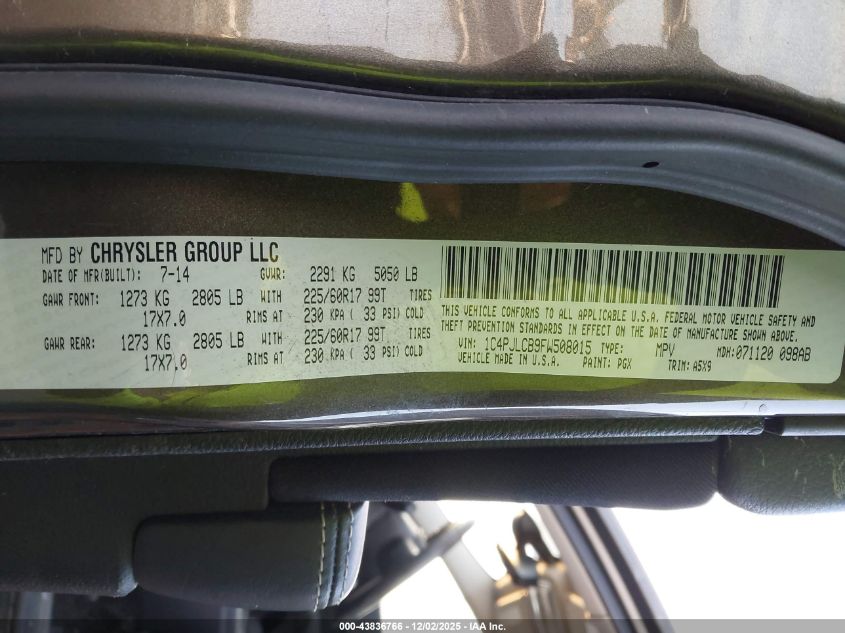 MFD BY CHRYSLER GROUP LLC
DATE OF MFR(BUILT): 7-14 GVWR: 2291 KG 5050 LB
GAWR FRONT: 1273 KG 2805 LB WITH 225/60R17 99T TIRES
17X7.0 RIMS AT 230 KPA ( 33 PSI) COLD
GAWR REAR: 1273 KG 2805 LB WITH 225/60R17 99T TIRES
17X7.0 RIMS AT 230 KPA ( 33 PSI) COLD
THIS VEHICLE CONFORMS TO ALL APPLICABLE U.S.A. FEDERAL MOTOR VEHICLE SAFETY AND
THEFT PREVENTION STANDARDS IN EFFECT ON THE DATE OF MANUFACTURE SHOWN ABOVE.
VIN: 1C4PJLCB9FW508015 TYPE: MPV MDH: 071120 098AB
VEHICLE MADE IN U.S.A. PAINT: PGX TRIM: A5X9
000-43836766 - 12/02/2025 - IAA Inc.